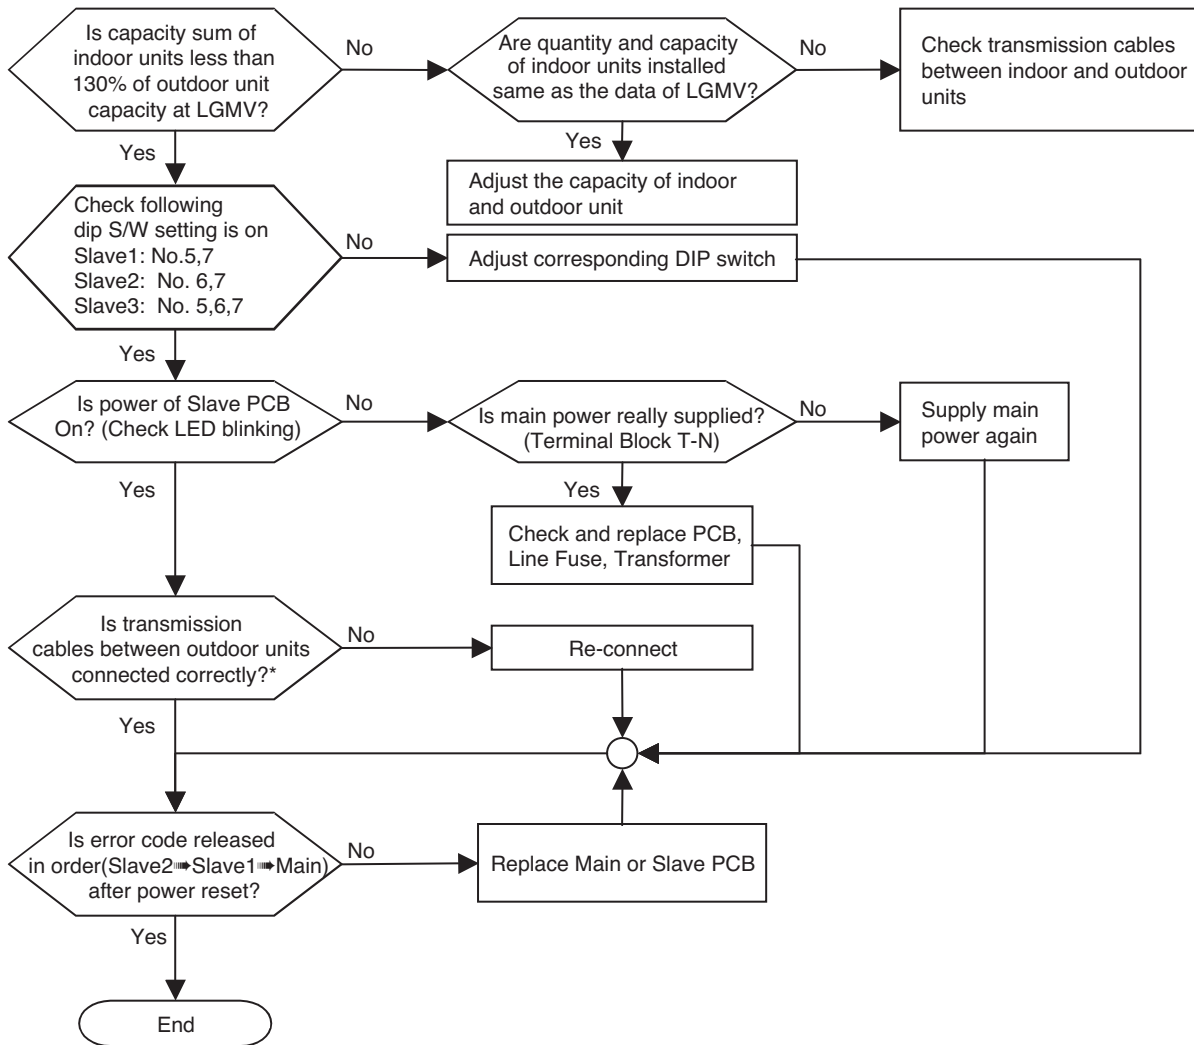 Is capacity sum of
indoor units less than
130% of outdoor unit
capacity at LGMV?
No
Are quantity and capacity
of indoor units installed
same as the data of LGMV?
No
Check transmission cables
between indoor and outdoor
units
Yes
Yes
Adjust the capacity of indoor
and outdoor unit
Check following
dip S/W setting is on
Slave1: No.5,7
Slave2: No. 6,7
Slave3: No. 5,6,7
No
Adjust corresponding DIP switch
Yes
Is power of Slave PCB
On? (Check LED blinking)
No
Is main power really supplied?
(Terminal Block T-N)
No
Supply main
power again
Yes
Yes
Check and replace PCB,
Line Fuse, Transformer
Is transmission
cables between outdoor units
connected correctly?*
No
Re-connect
Yes
Is error code released
in order(Slave2➠Slave1➠Main)
after power reset?
No
Replace Main or Slave PCB
Yes
End